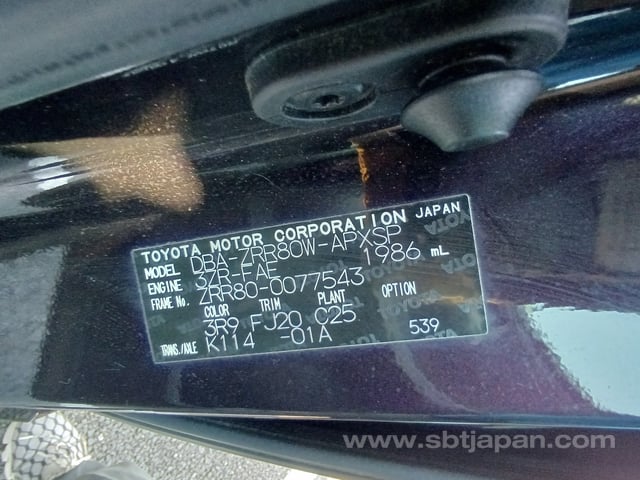 TOYOTA MOTOR CORPORATION JAPAN
MODEL DBA-ZRR80W-APXSP
ENGINE 3ZR-FAE 1986 mL
FRAME No. ZRR80-0077543
COLOR TRIM PLANT OPTION
3R9 FJ20 C25
TRANS./AXLE K114 -01A 539
www.sbtjapan.com